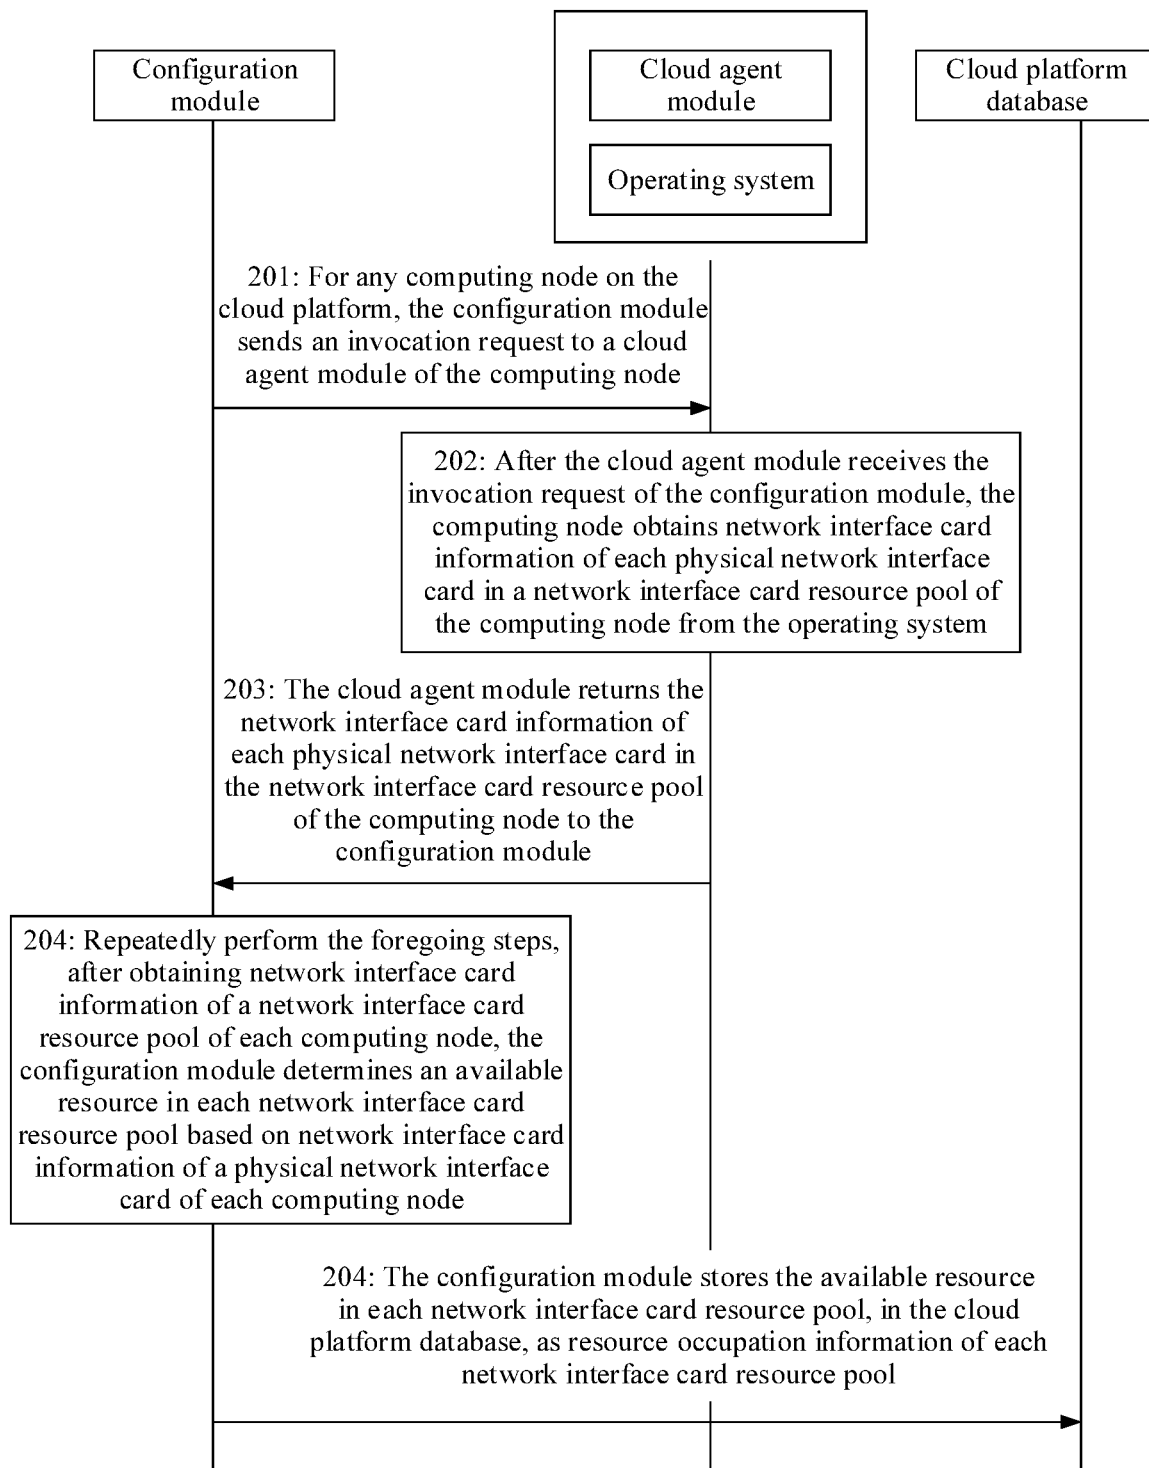 Configuration
module
Cloud agent
module
Operating system
Cloud platform
database
201: For any computing node on the
cloud platform, the configuration module
sends an invocation request to a cloud
agent module of the computing node
202: After the cloud agent module receives the
invocation request of the configuration module, the
computing node obtains network interface card
information of each physical network interface
card in a network interface card resource pool of
the computing node from the operating system
203: The cloud agent module returns the
network interface card information of
each physical network interface card in
the network interface card resource pool
of the computing node to the
configuration module
204: Repeatedly perform the foregoing steps,
after obtaining network interface card
information of a network interface card
resource pool of each computing node, the
configuration module determines an available
resource in each network interface card
resource pool based on network interface card
information of a physical network interface
card of each computing node
204: The configuration module stores the available resource
in each network interface card resource pool, in the cloud
platform database, as resource occupation information of each
network interface card resource pool